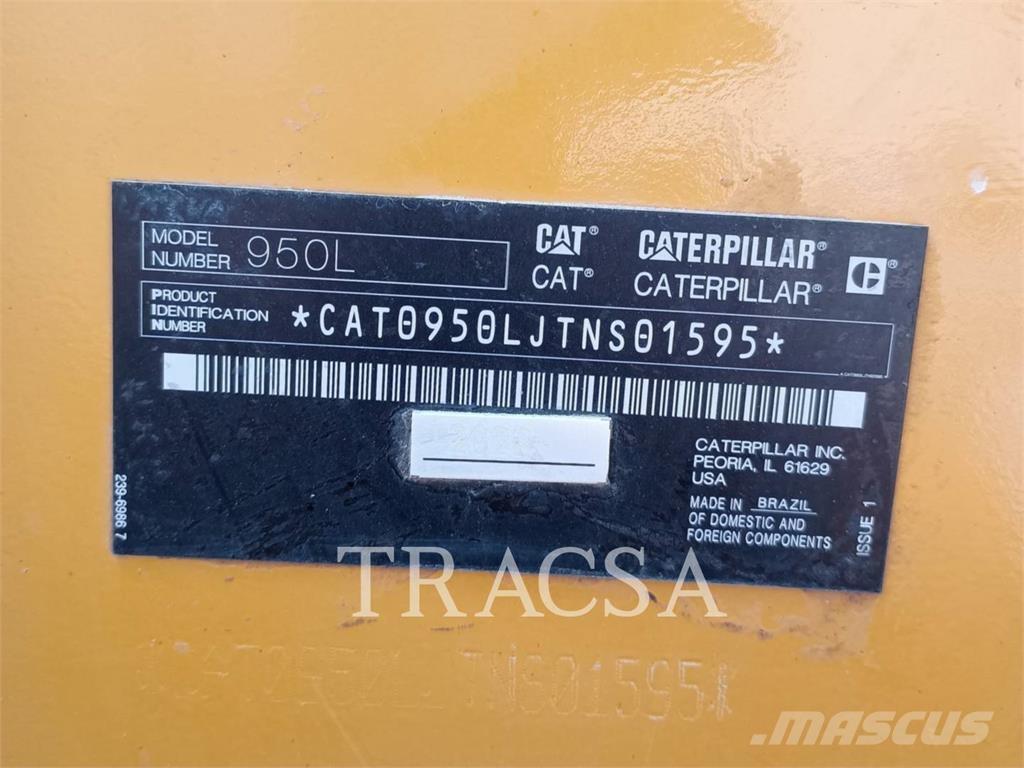 MODEL NUMBER 950L
CAT® CATERPILLAR®
CAT® CATERPILLAR®
PRODUCT IDENTIFICATION NUMBER *CAT0950LJTNS01595*
CATERPILLAR INC.
PEORIA, IL 61629
USA
MADE IN BRAZIL
OF DOMESTIC AND
FOREIGN COMPONENTS
239-6986 7
ISSUE 1
TRACSA
*CAT0950LJTNS01595*
MASCUS